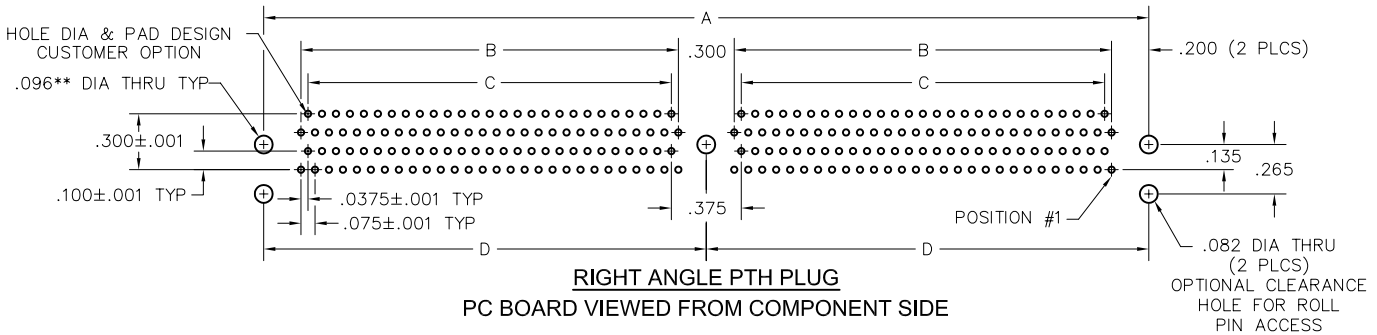 A
HOLE DIA & PAD DESIGN
CUSTOMER OPTION
B
.300
B
.200 (2 PLCS)
.096** DIA THRU TYP
C
C
.300±.001
.135
.265
.100±.001 TYP
.0375±.001 TYP
.375
.075±.001 TYP
POSITION #1
D
D
.082 DIA THRU
(2 PLCS)
OPTIONAL CLEARANCE
HOLE FOR ROLL
PIN ACCESS
RIGHT ANGLE PTH PLUG
PC BOARD VIEWED FROM COMPONENT SIDE